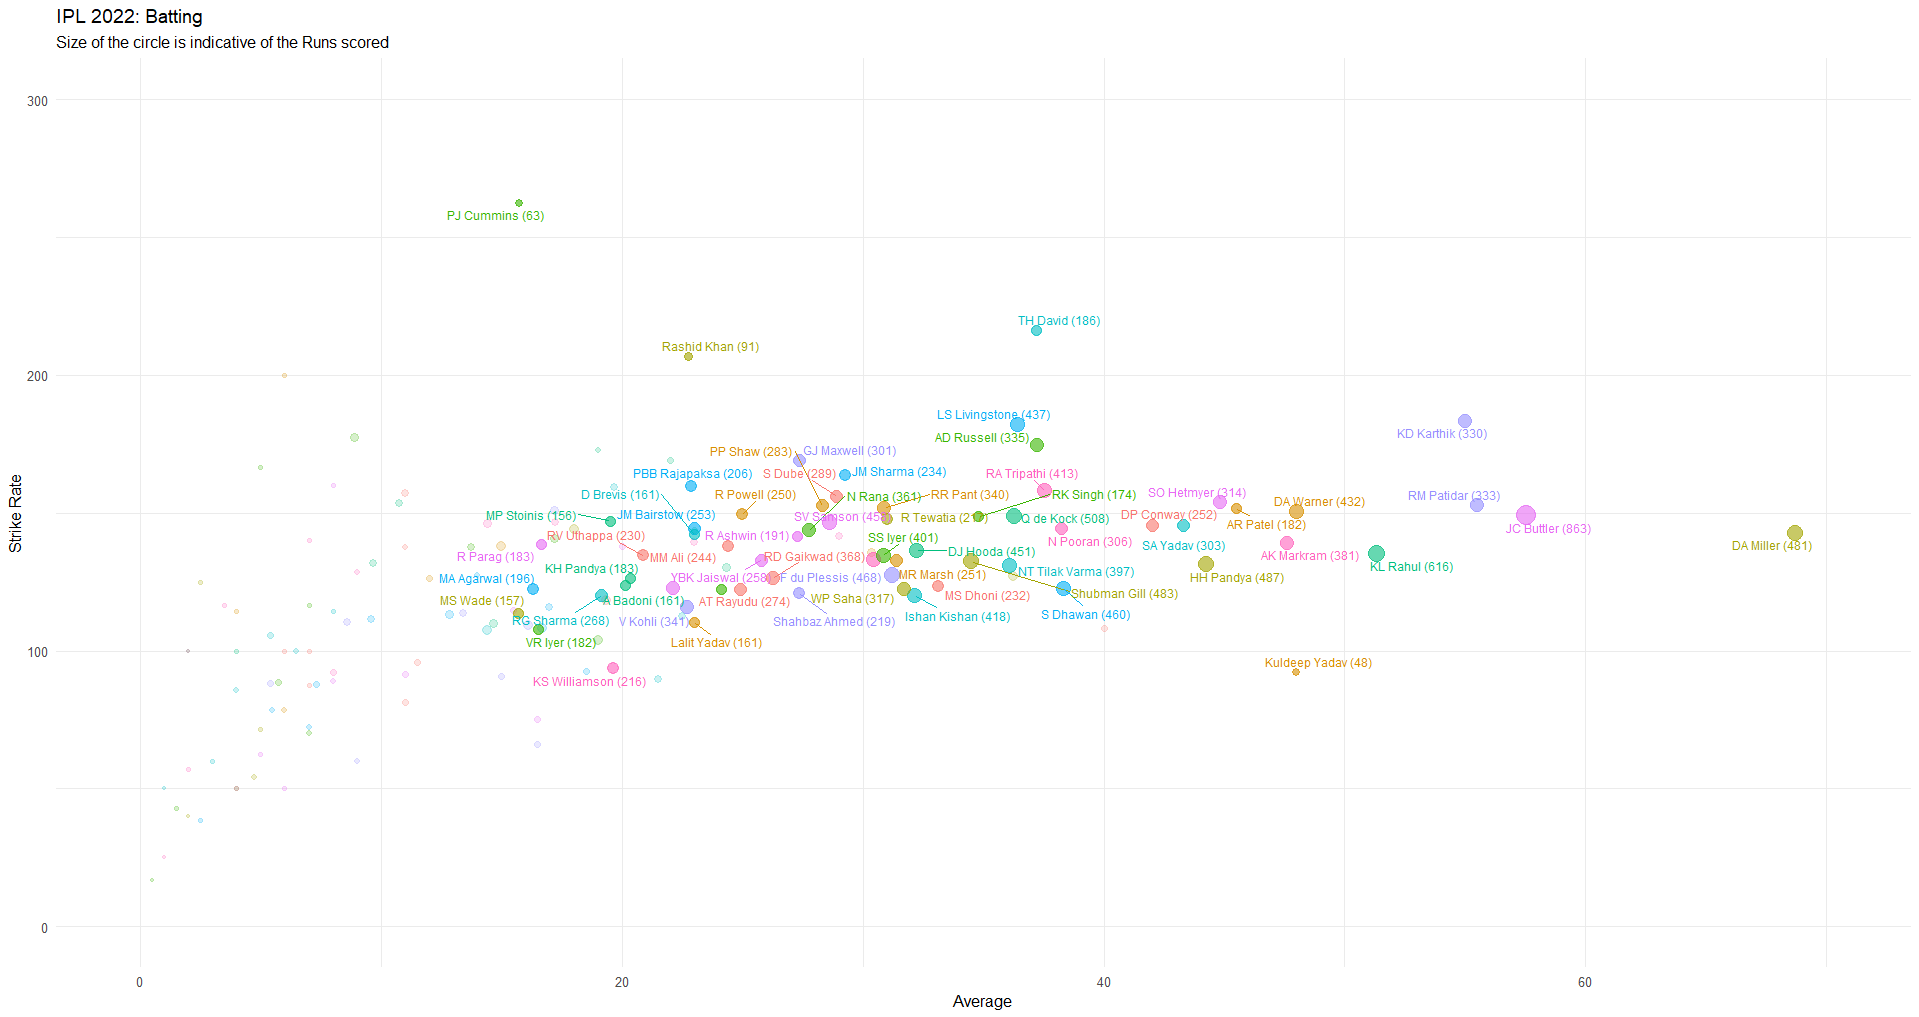 IPL 2022: Batting
Size of the circle is indicative of the Runs scored
300
PJ Cummins (63)
TH David (186)
Rashid Khan (91)
200
LS Livingstone (437)
KD Karthik (330)
AD Russell (335)
PP Shaw (283)
GJ Maxwell (301)
PBB Rajapaksa (206)
S Dube (289)
JM Sharma (234)
RA Tripathi (413)
D Brevis (161)
R Powell (250)
N Rana (361)
RR Pant (340)
RK Singh (174)
SO Hetmyer (314)
DA Warner (432)
RM Patidar (333)
MP Stoinis (156)
JM Bairstow (253)
SV Samson
R Tewatia
Q de Kock (508)
DP Conway (252)
AR Patel (182)
JC Buttler (863)
RV Uthappa (230)
R Ashwin (191)
SS Iyer (401)
N Pooran (306)
SA Yadav (303)
DA Miller (481)
R Parag (183)
MM Ali (244)
RD Gaikwad (368)
DJ Hooda (451)
AK Markram (381)
KH Pandya (183)
NT Tilak Varma (397)
KL Rahul (616)
MA Agarwal (196)
YBK Jaiswal (258)
F du Plessis (468)
MR Marsh (251)
HH Pandya (487)
MS Wade (157)
A Badoni (161)
AT Rayudu (274)
WP Saha (317)
MS Dhoni (232)
Shubman Gill (483)
RG Sharma (268)
V Kohli (341)
Shahbaz Ahmed (219)
Ishan Kishan (418)
S Dhawan (460)
VR Iyer (182)
Lalit Yadav (161)
100
Kuldeep Yadav (48)
KS Williamson (216)
0
Strike Rate
0
20
40
60
Average